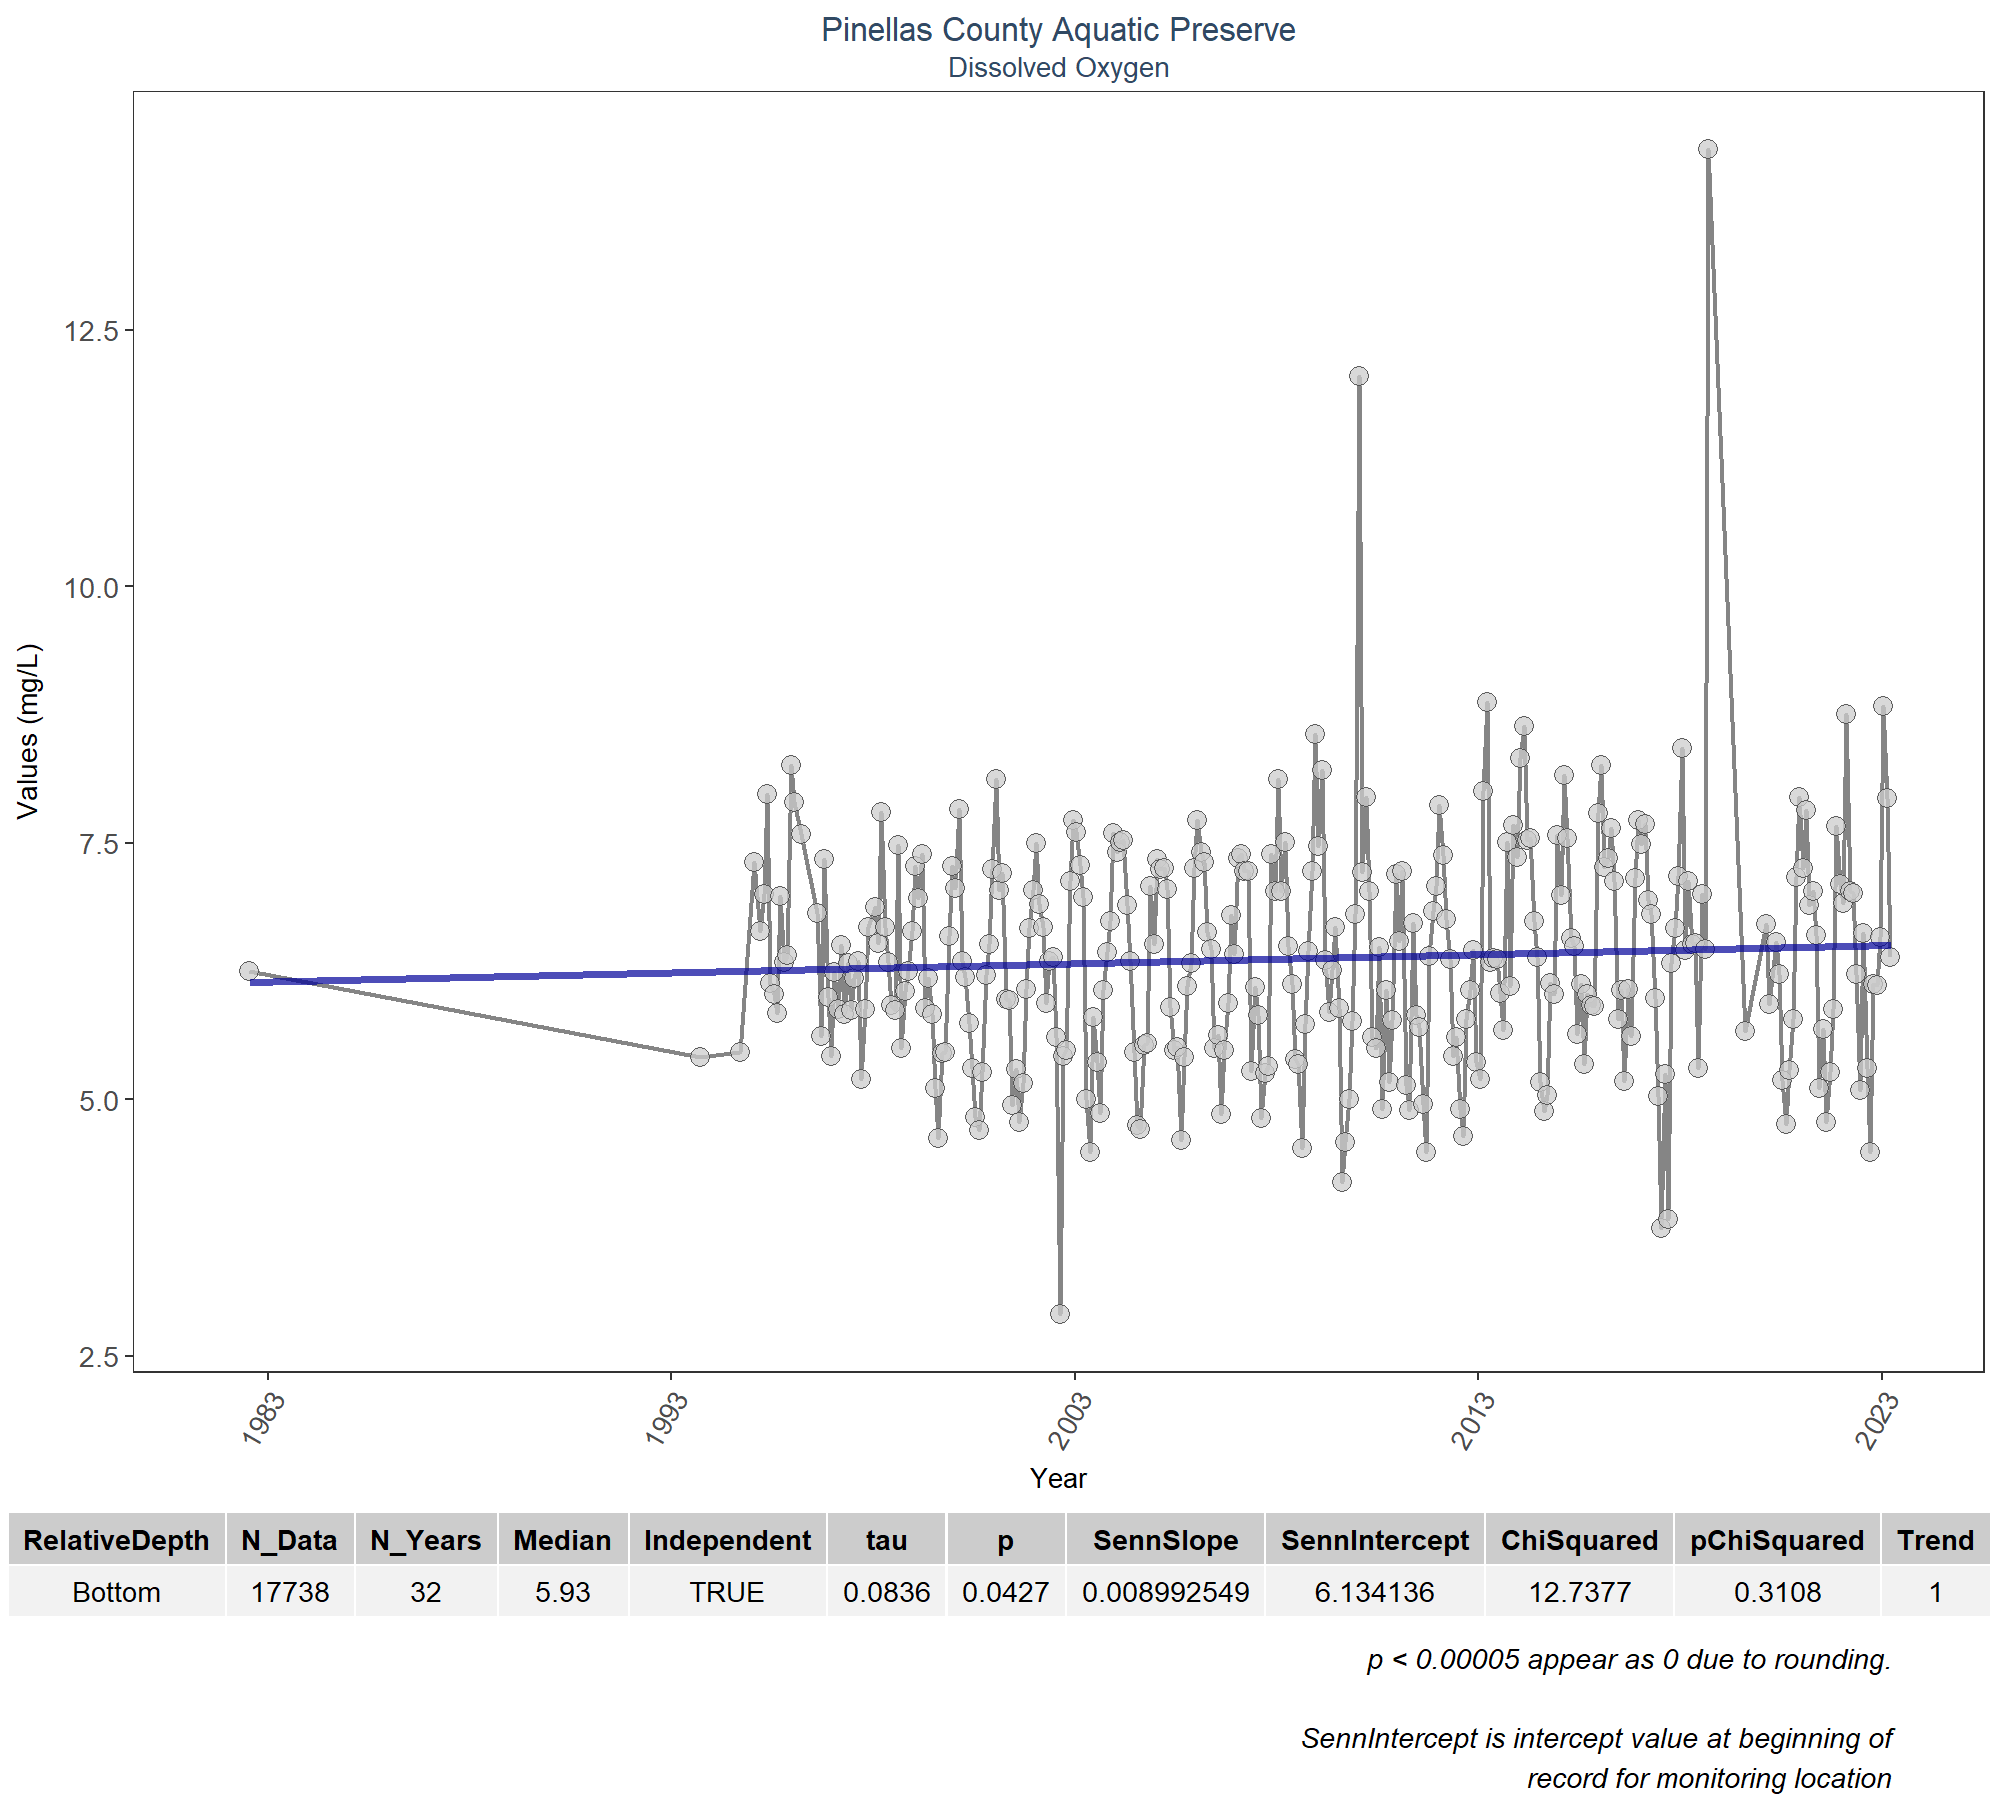 Pinellas County Aquatic Preserve
Dissolved Oxygen
12.5
10.0
7.5
5.0
2.5
Values (mg/L)
1983
1993
2003
2013
2023
Year
RelativeDepth N_Data N_Years Median Independent tau p SennSlope SennIntercept ChiSquared pChiSquared Trend
Bottom 17738 32 5.93 TRUE 0.0836 0.0427 0.008992549 6.134136 12.7377 0.3108 1
p < 0.00005 appear as 0 due to rounding.
SennIntercept is intercept value at beginning of
record for monitoring location